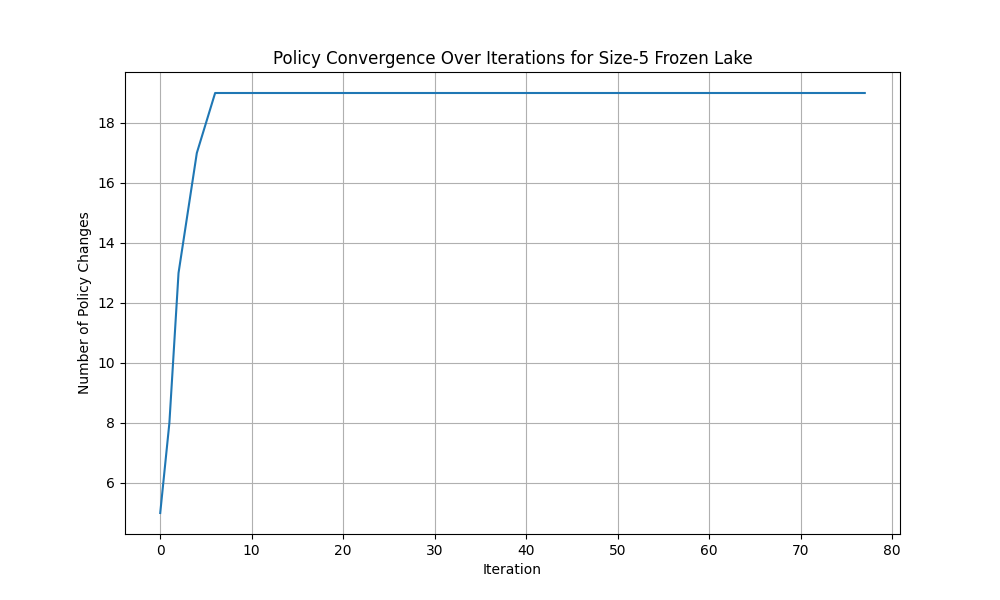 Policy Convergence Over Iterations for Size-5 Frozen Lake
18
16
14
12
10
8
6
Number of Policy Changes
0 10 20 30 40 50 60 70 80
Iteration